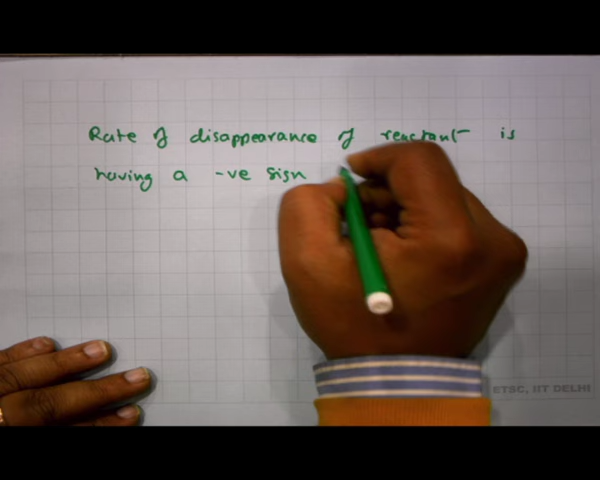 Rate of disappearance of reactant is
having a -ve sign
ETSC, IIT DELHI